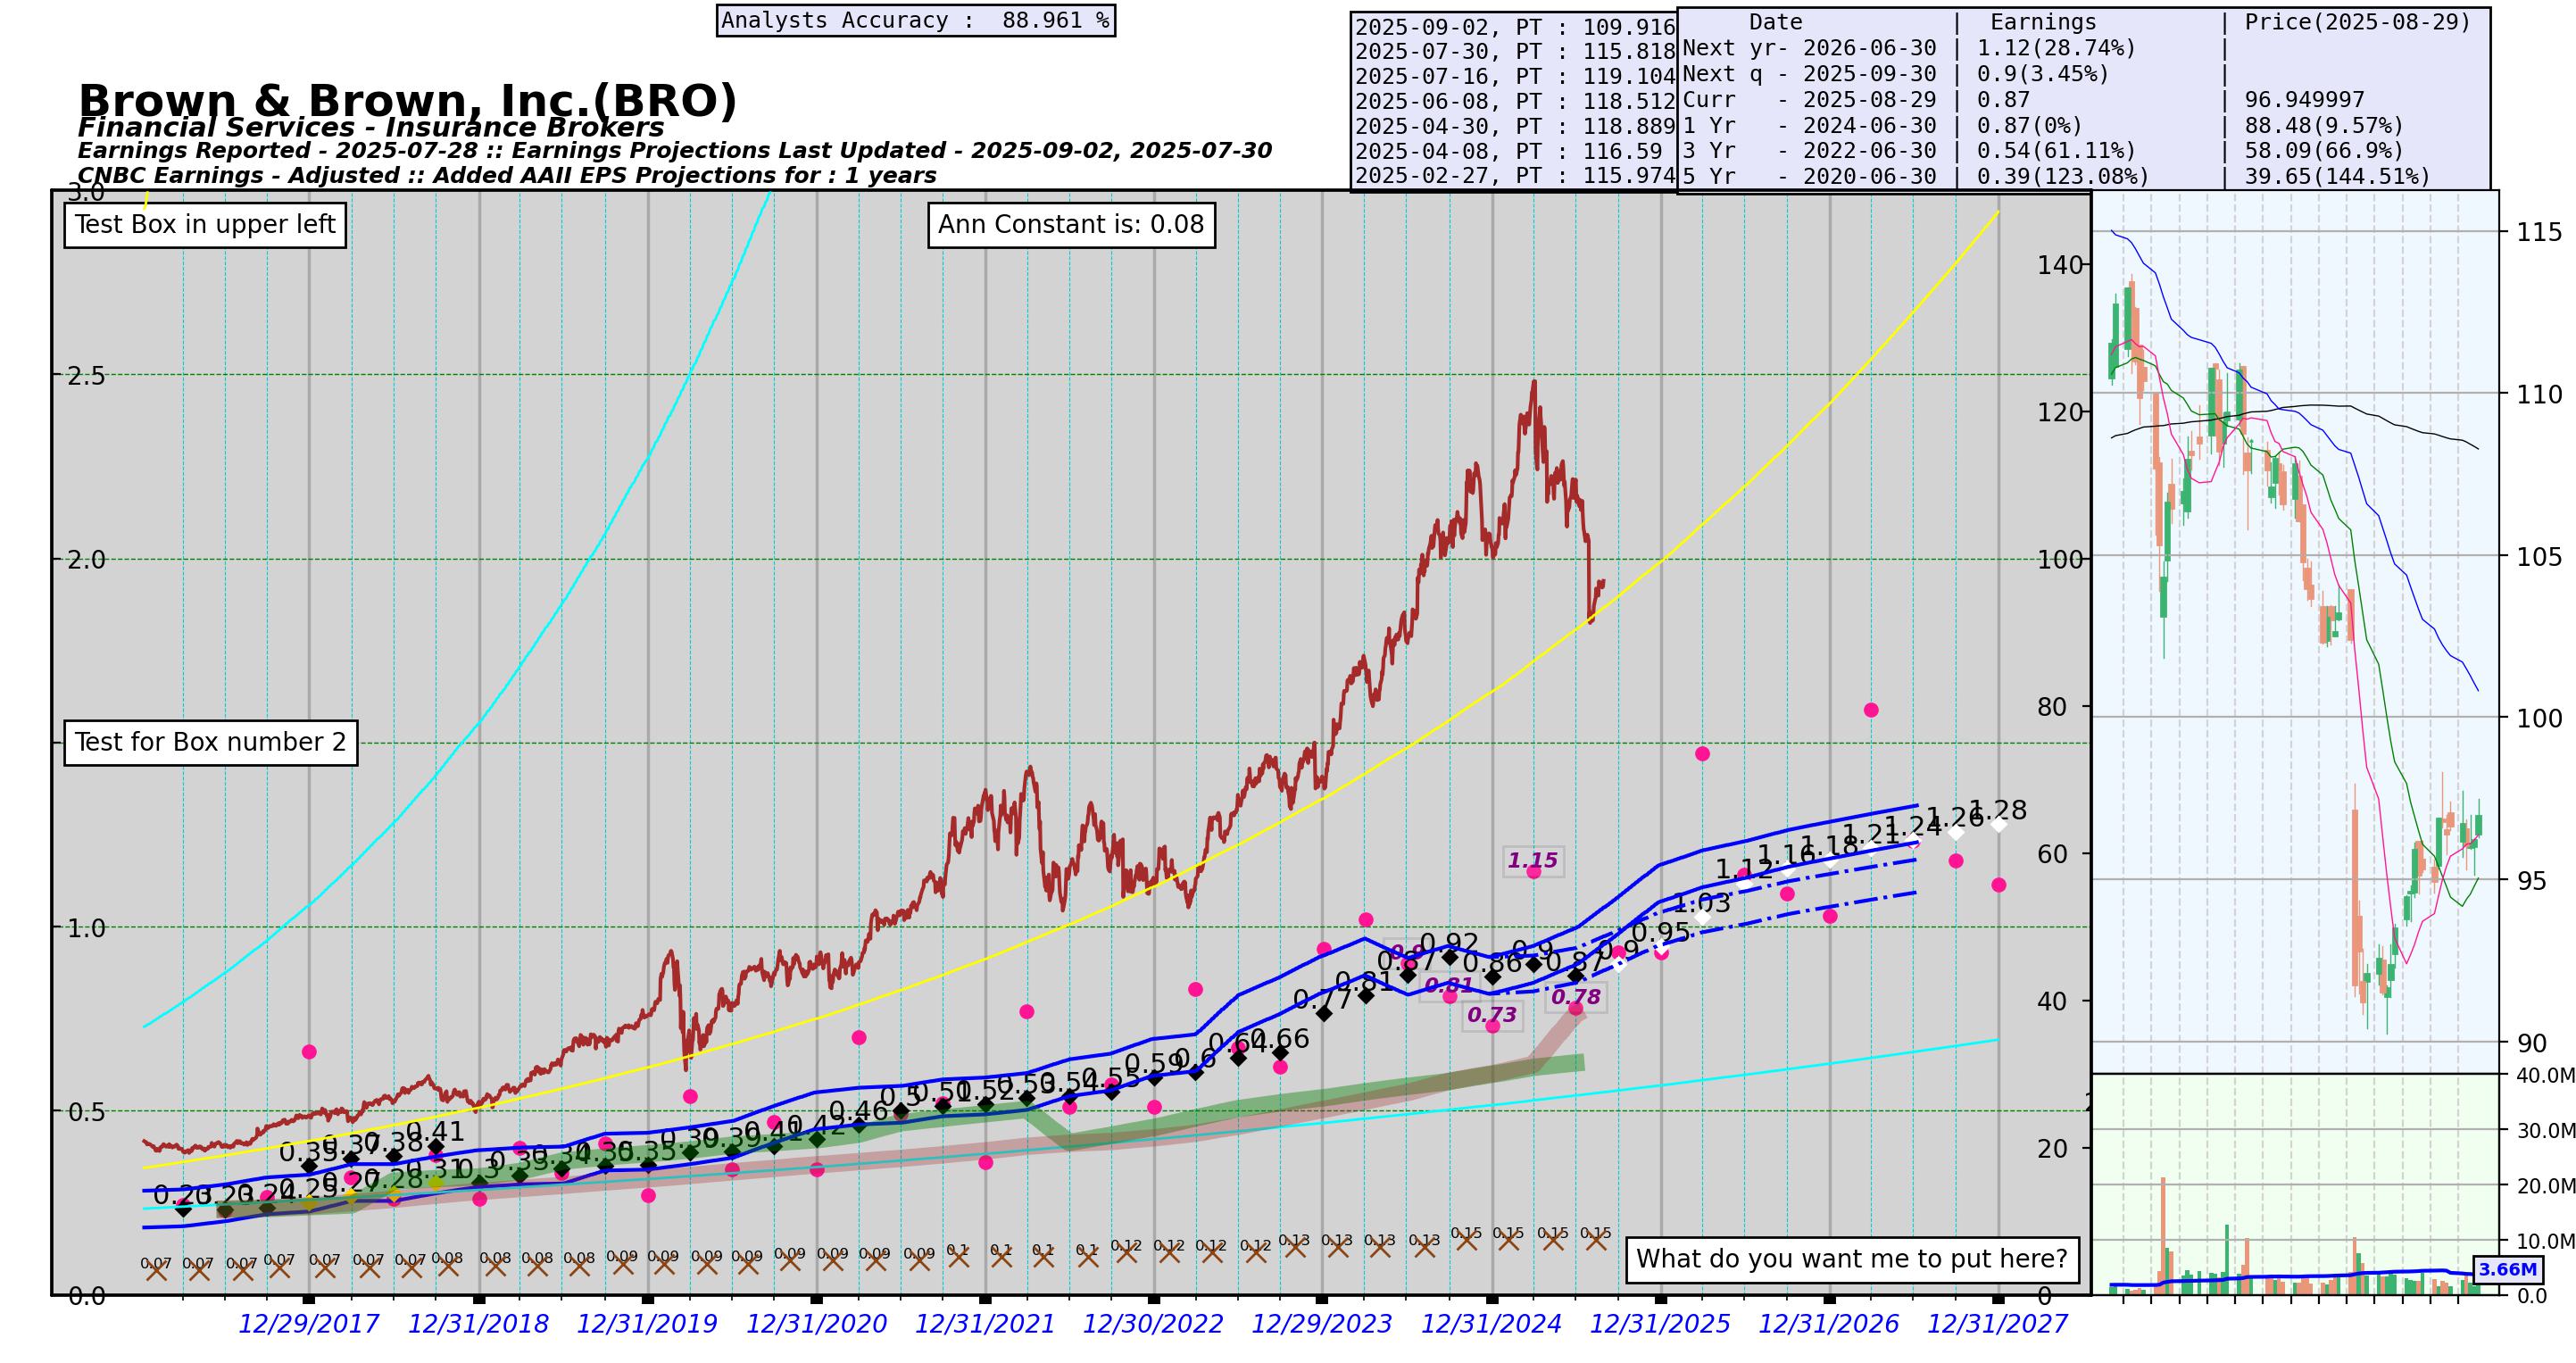 Analysts Accuracy :  88.961 %
Brown & Brown, Inc.(BRO)
Financial Services - Insurance Brokers
Earnings Reported - 2025-07-28 :: Earnings Projections Last Updated - 2025-09-02, 2025-07-30
CNBC Earnings - Adjusted :: Added AAII EPS Projections for : 1 years
2025-09-02, PT : 109.916
2025-07-30, PT : 115.818
2025-07-16, PT : 119.104
2025-06-08, PT : 118.512
2025-04-30, PT : 118.889
2025-04-08, PT : 116.59
2025-02-27, PT : 115.974
Date | Earnings | Price(2025-08-29)
Next yr- 2026-06-30 | 1.12(28.74%) |
Next q - 2025-09-30 | 0.9(3.45%) |
Curr - 2025-08-29 | 0.87 | 96.949997
1 Yr - 2024-06-30 | 0.87(0%) | 88.48(9.57%)
3 Yr - 2022-06-30 | 0.54(61.11%) | 58.09(66.9%)
5 Yr - 2020-06-30 | 0.39(123.08%) | 39.65(144.51%)
Test Box in upper left
Ann Constant is: 0.08
Test for Box number 2
What do you want me to put here?
3.0
2.5
2.0
1.0
0.5
0.0
140
120
100
80
60
40
20
0
115
110
105
100
95
90
40.0M
30.0M
20.0M
10.0M
3.66M
0.0
1.15
0.9
0.81
0.73
0.78
0.23 0.23 0.24 0.25 0.27 0.28 0.31 0.3 0.33 0.34 0.35 0.35 0.39 0.39 0.4 0.42 0.46 0.5 0.51 0.52 0.53 0.54 0.55 0.59 0.6 0.64 0.66 0.77 0.81 0.87 0.92 0.86 0.9 0.87 0.9 0.95 1.03 1.12 1.16 1.18 1.21 1.24 1.26 1.28
0.35 0.37 0.38 0.41
0.07 0.07 0.07 0.07 0.07 0.07 0.07 0.08 0.08 0.08 0.08 0.09 0.09 0.09 0.09 0.09 0.09 0.09 0.09 0.1 0.1 0.1 0.1 0.12 0.12 0.12 0.12 0.13 0.13 0.13 0.13 0.15 0.15 0.15 0.15
12/29/2017 12/31/2018 12/31/2019 12/31/2020 12/31/2021 12/30/2022 12/29/2023 12/31/2024 12/31/2025 12/31/2026 12/31/2027